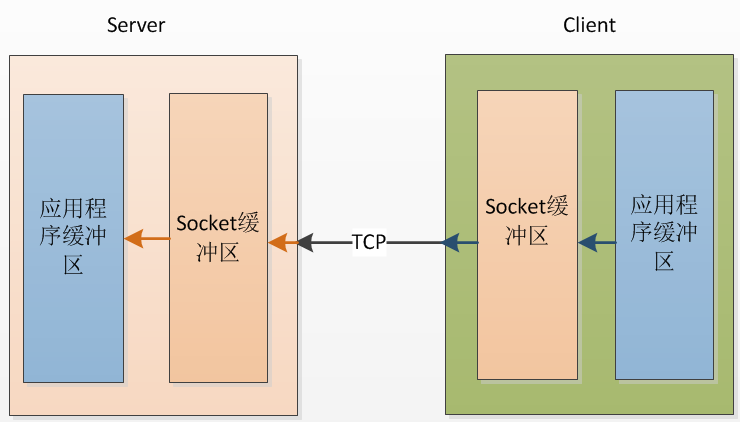 Server
Client
应用程
序缓冲
区
Socket缓
冲区
TCP
Socket缓
冲区
应用程
序缓冲
区